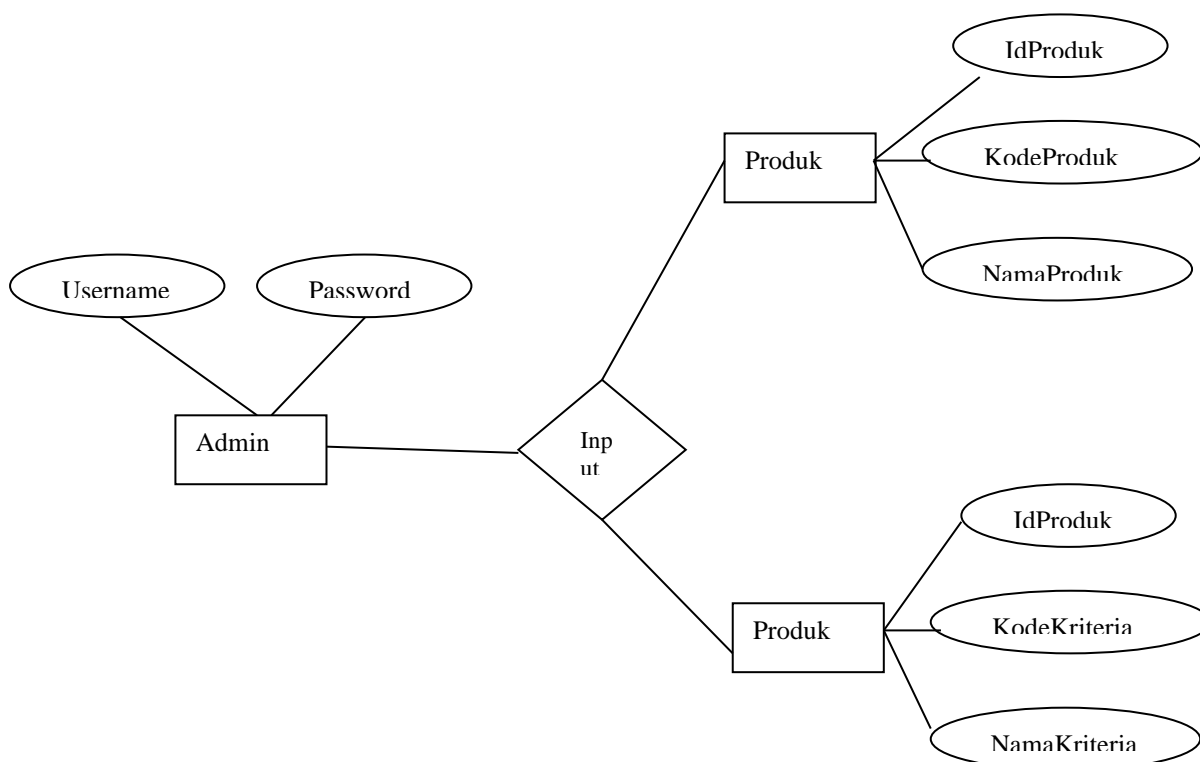 IdProduk
Produk
KodeProduk
NamaProduk
Username
Password
Admin
Inp
ut
IdProduk
Produk
KodeKriteria
NamaKriteria